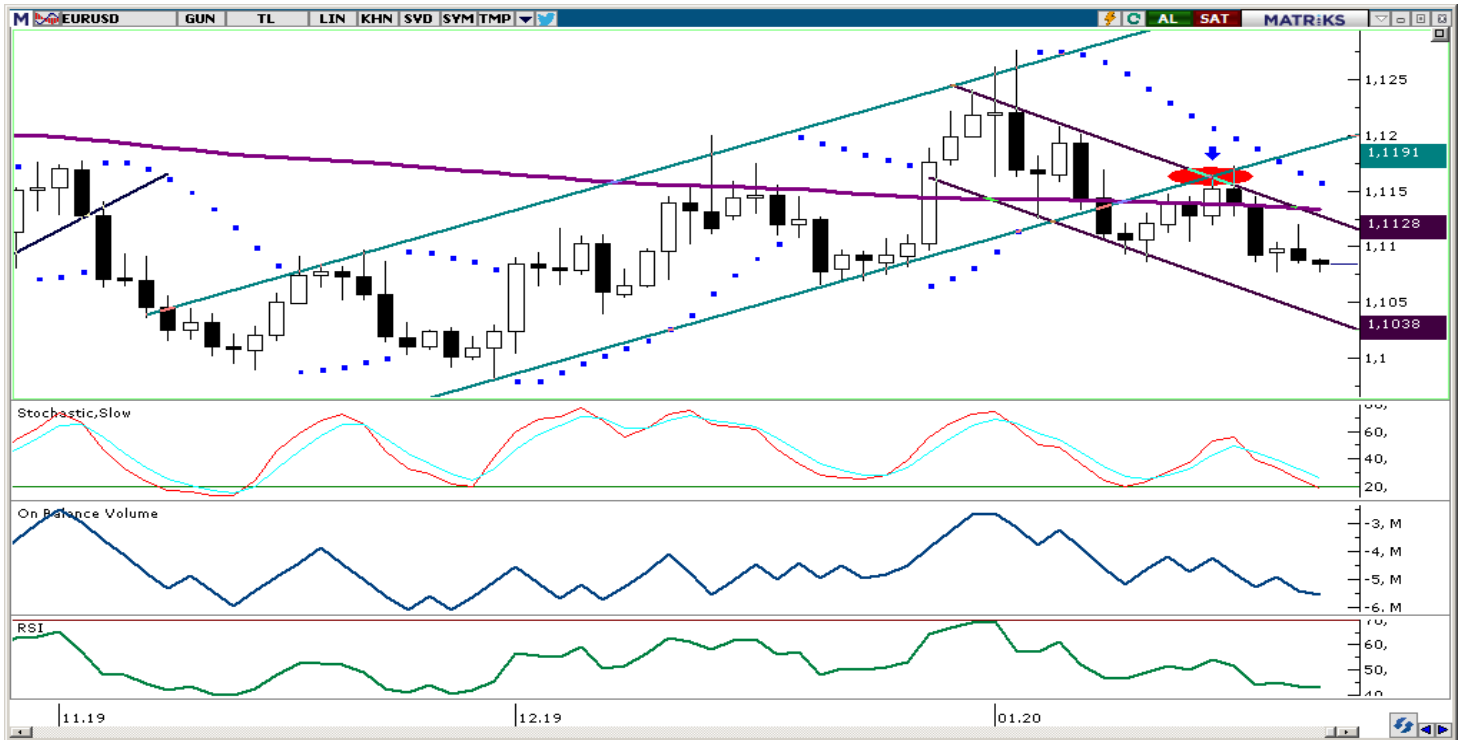 M EURUSD GUN TL LIN KHN SVD SYM TMP AL SAT MATRiKS
1,125
1,12
1,1191
1,115
1,1128
1,11
1,105
1,1038
1,1
Stochastic,Slow
60,
40,
20,
On Balance Volume
-3, M
-4, M
-5, M
-6, M
RSI
70,
60,
50,
40
11.19 12.19 01.20